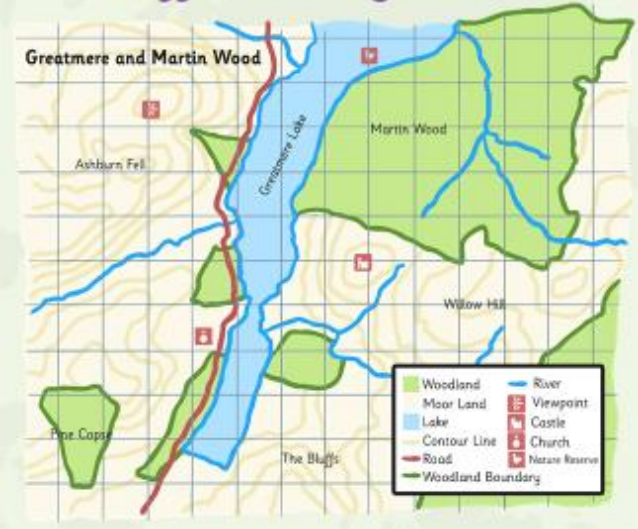 Greatmere and Martin Wood
Martin Wood
Greatmere Lake
Ashburn Fell
Willow Hill
Pine Copse
The Bluffs
Woodland
Moor Land
Lake
Contour Line
Road
Woodland Boundary
River
Viewpoint
Castle
Church
Nature Reserve